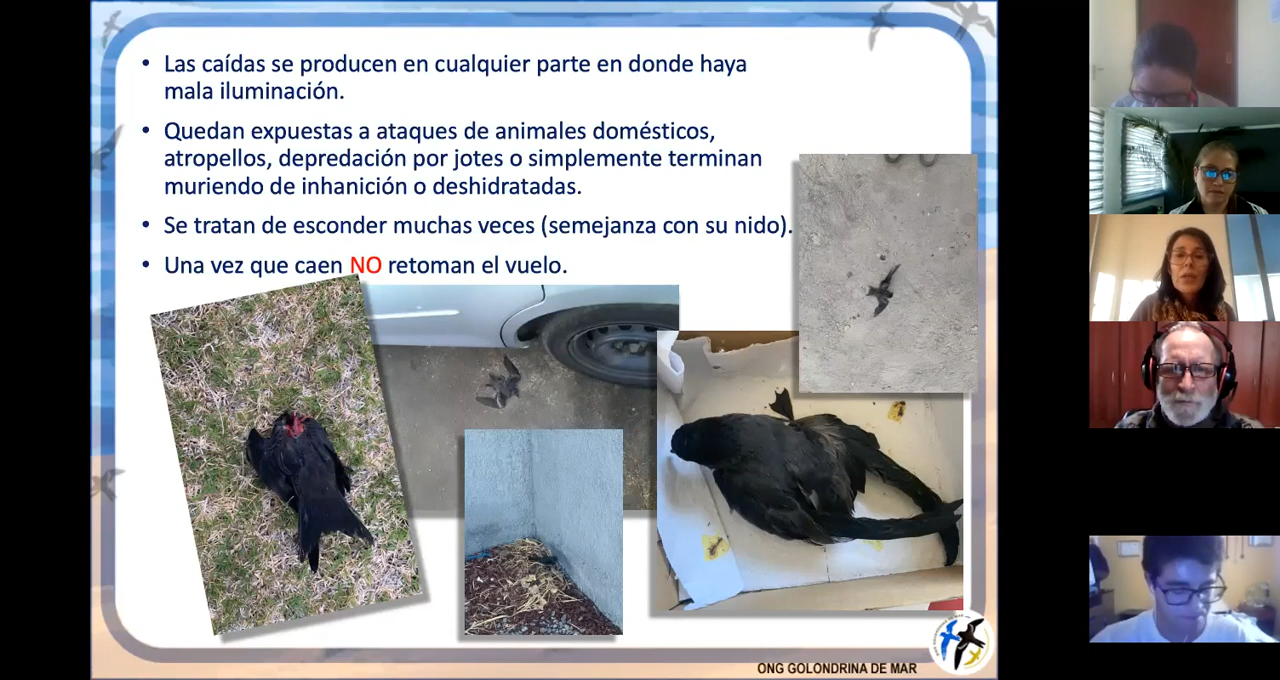 • Las caídas se producen en cualquier parte en donde haya
mala iluminación.
• Quedan expuestas a ataques de animales domésticos,
atropellos, depredación por jotes o simplemente terminan
muriendo de inhanición o deshidratadas.
• Se tratan de esconder muchas veces (semejanza con su nido).
• Una vez que caen NO retoman el vuelo.
ONG GOLONDRINA DE MAR